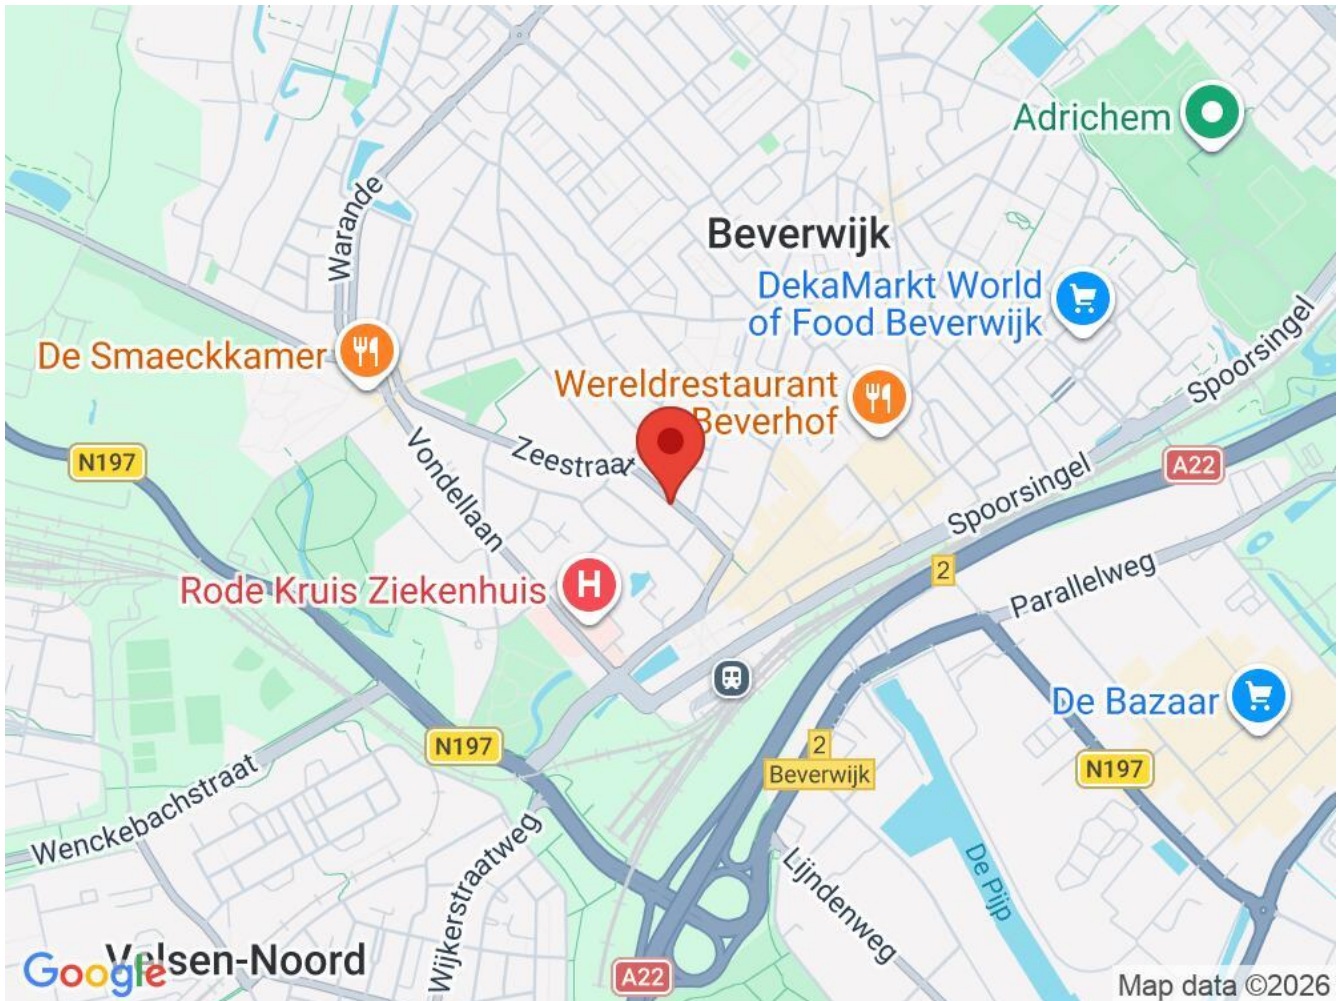 Adrichem
Warande
Beverwijk
DekaMarkt World
of Food Beverwijk
Spoorsingel
De Smaeckkamer
Wereldrestaurant
Beverhof
Zeestraat
Vondellaan
N197
A22
Spoorsingel
2
Parallelweg
Rode Kruis Ziekenhuis
H
De Bazaar
N197
2
Beverwijk
N197
Wenckebachstraat
Wijkerstraatweg
De Pijp
Lijndenweg
Velsen-Noord
Google
A22
Map data ©2026